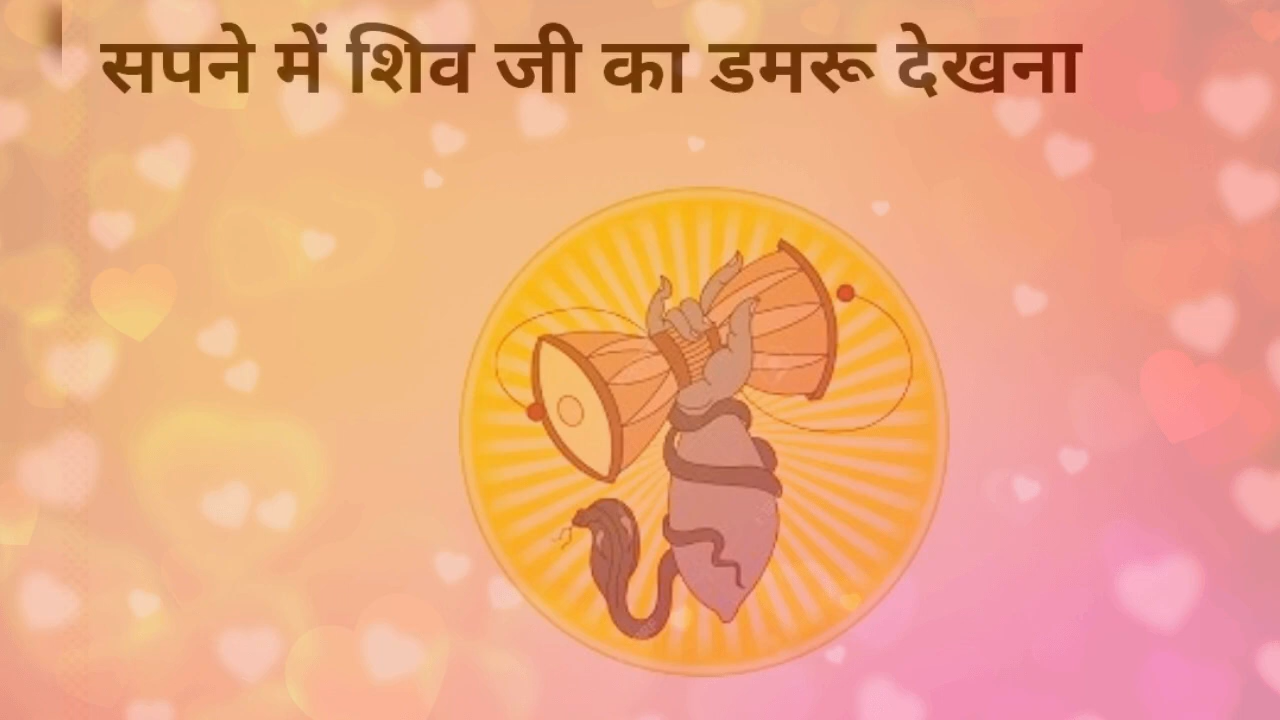 सपने में शिव जी का डमरू देखना